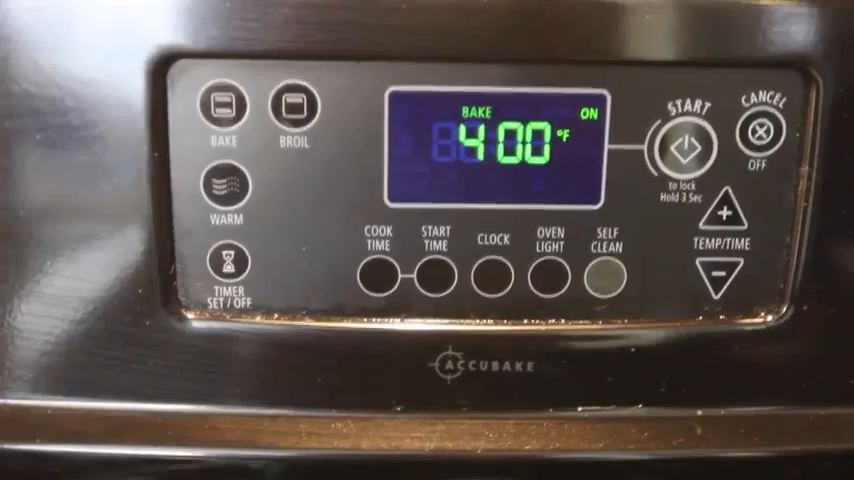 BAKE
BROIL
WARM
TIMER
SET / OFF
BAKE ON
400°F
COOK
TIME
START
TIME
CLOCK
OVEN
LIGHT
SELF
CLEAN
START
to lock
Hold 3 Sec
CANCEL
OFF
TEMP/TIME
ACCUBAKE